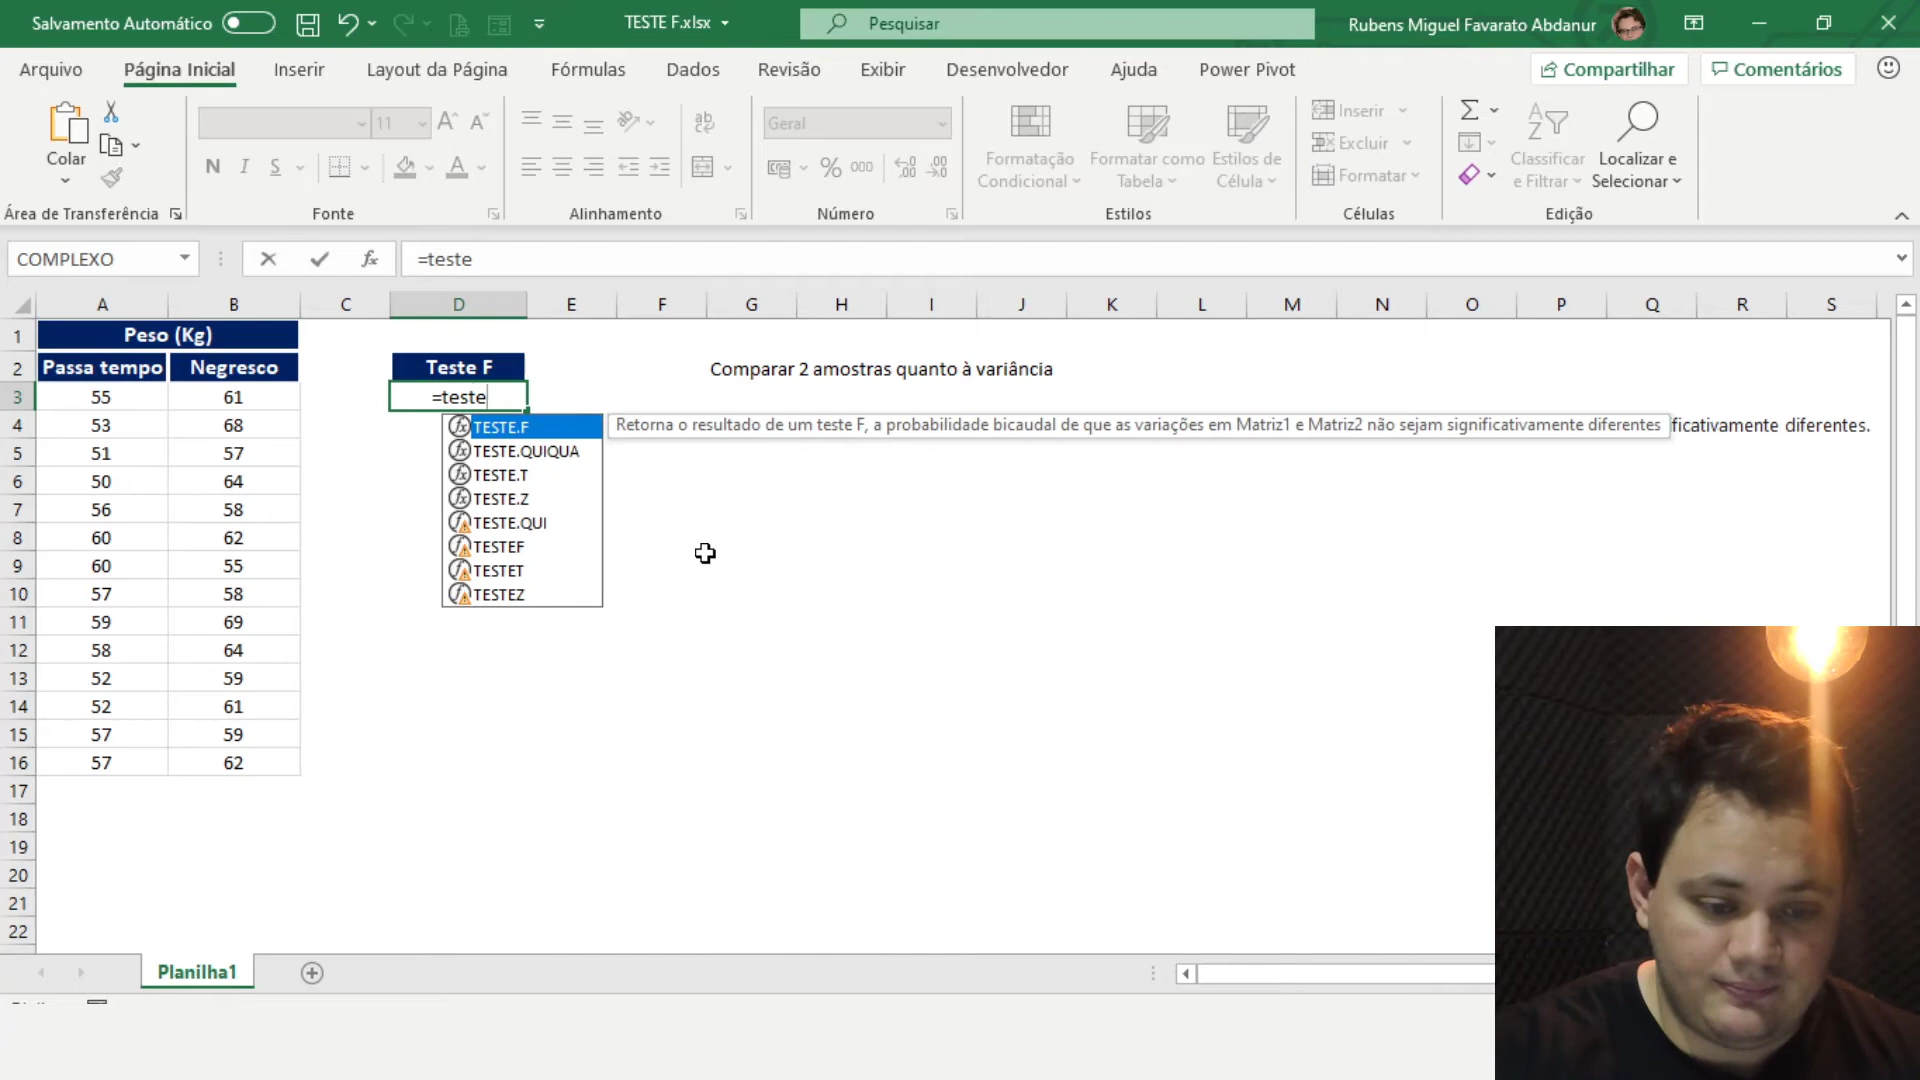 Salvamento Automático
TESTE F.xlsx
Pesquisar
Rubens Miguel Favarato Abdanur
Arquivo
Página Inicial
Inserir
Layout da Página
Fórmulas
Dados
Revisão
Exibir
Desenvolvedor
Ajuda
Power Pivot
Compartilhar
Comentários
Colar
Área de Transferência
11
N I S
Fonte
Alinhamento
Geral
% 000
Número
Formatação Condicional
Formatar como Tabela
Estilos de Célula
Estilos
Inserir
Excluir
Formatar
Células
Classificar e Filtrar
Localizar e Selecionar
Edição
COMPLEXO
fx
=teste
A B C D E F G H I J K L M N O P Q R S
1 Peso (Kg)
2 Passa tempo Negresco Teste F Comparar 2 amostras quanto à variância
3 55 61 =teste
4 53 68
5 51 57
6 50 64
7 56 58
8 60 62
9 60 55
10 57 58
11 59 69
12 58 64
13 52 59
14 52 61
15 57 59
16 57 62
17
18
19
20
21
22
TESTE.F
Retorna o resultado de um teste F, a probabilidade bicaudal de que as variações em Matriz1 e Matriz2 não sejam significativamente diferentes
ficativamente diferentes.
TESTE.QUIQUA
TESTE.T
TESTE.Z
TESTE.QUI
TESTEF
TESTET
TESTEZ
Planilha1